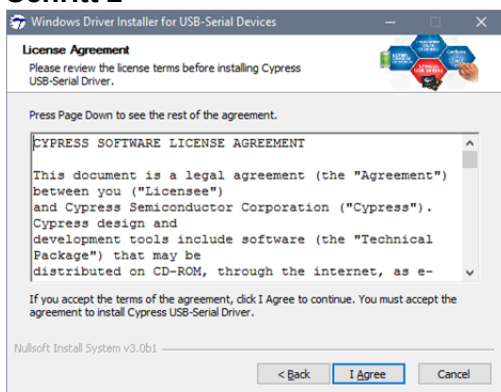 Windows Driver Installer for USB-Serial Devices
License Agreement
Please review the license terms before installing Cypress
USB-Serial Driver.
Press Page Down to see the rest of the agreement.
CYPRESS SOFTWARE LICENSE AGREEMENT
This document is a legal agreement (the "Agreement")
between you ("Licensee")
and Cypress Semiconductor Corporation ("Cypress").
Cypress design and
development tools include software (the "Technical
Package") that may be
distributed on CD-ROM, through the internet, as e-
If you accept the terms of the agreement, click I Agree to continue. You must accept the
agreement to install Cypress USB-Serial Driver.
Nullsoft Install System v3.0b1
< Back
I Agree
Cancel